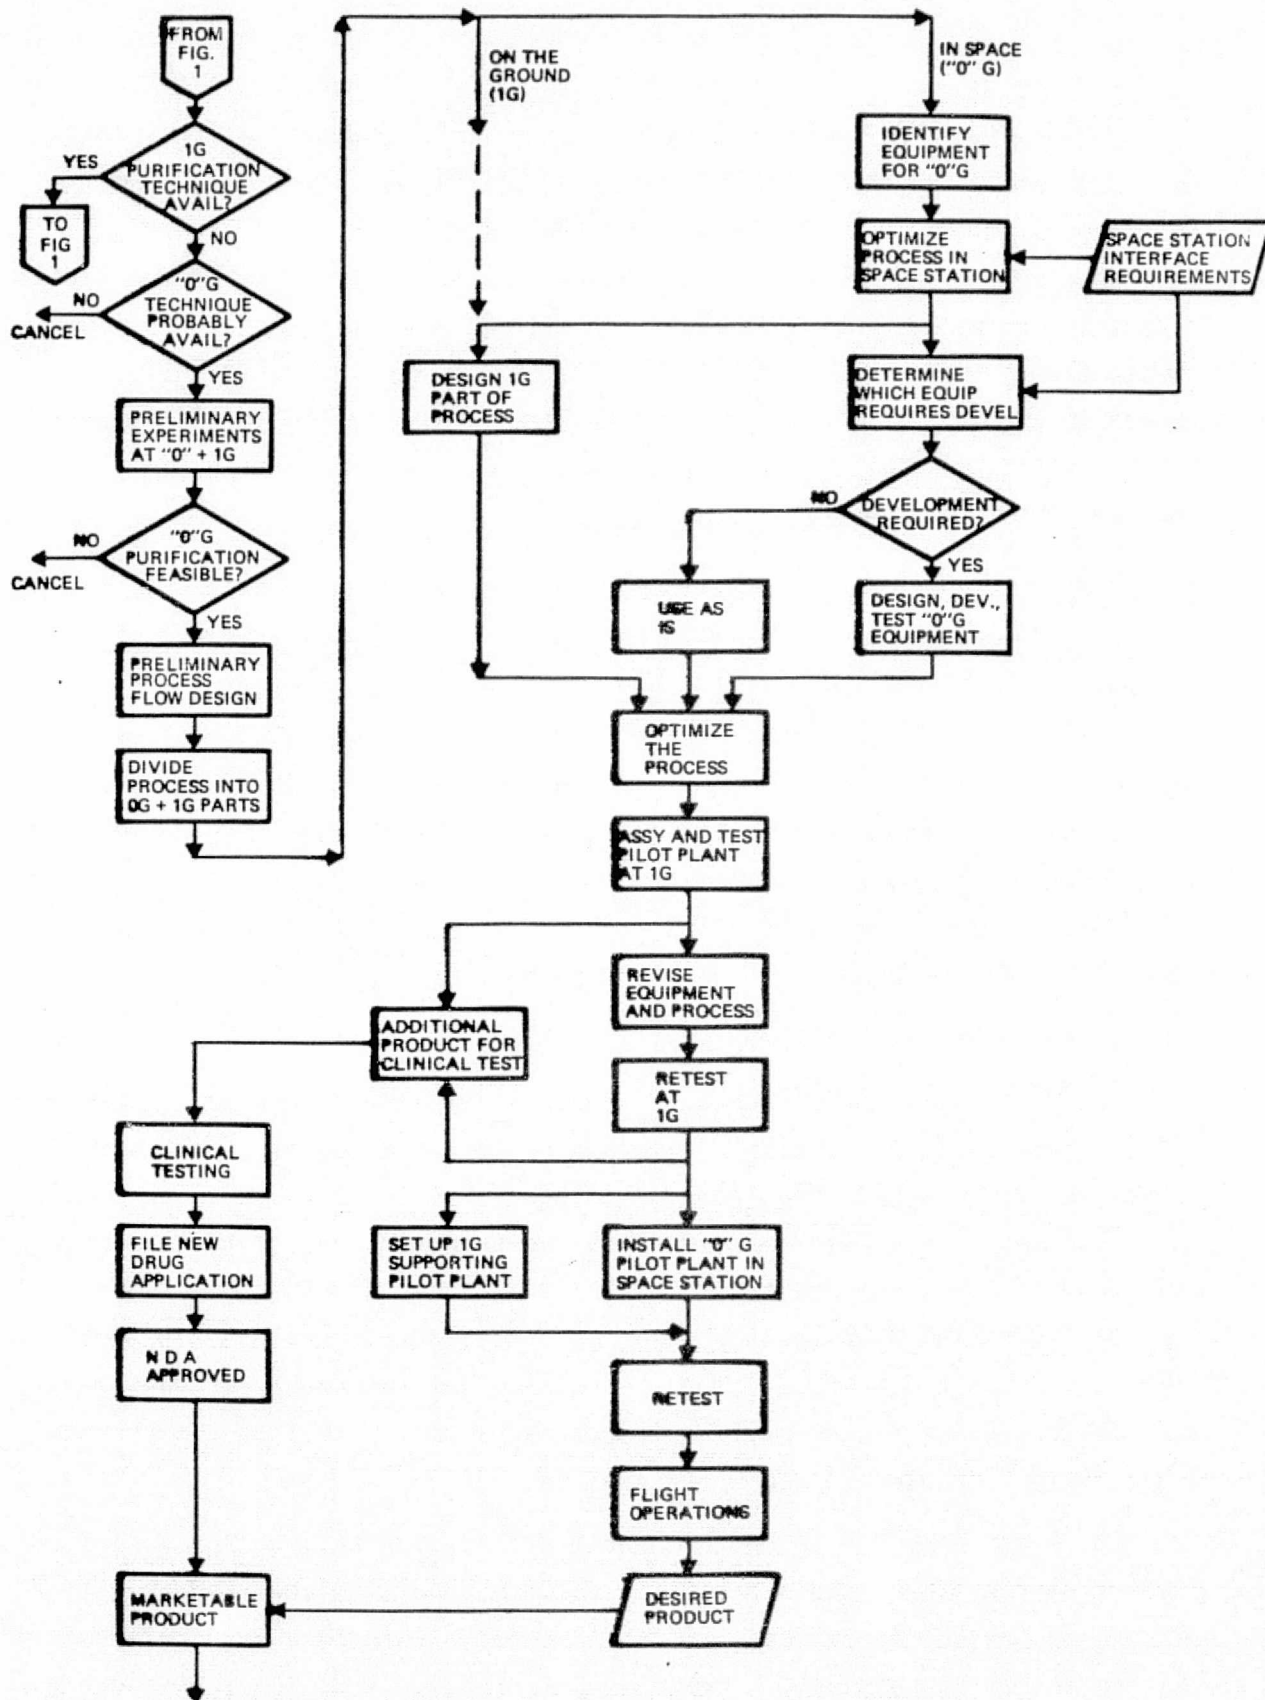 FROM
FIG.
1
1G
PURIFICATION
TECHNIQUE
AVAIL?
YES
TO
FIG
1
NO
"0"G
TECHNIQUE
PROBABLY
AVAIL?
NO
CANCEL
YES
PRELIMINARY
EXPERIMENTS
AT "0" + 1G
"0"G
PURIFICATION
FEASIBLE?
NO
CANCEL
YES
PRELIMINARY
PROCESS
FLOW DESIGN
DIVIDE
PROCESS INTO
0G + 1G PARTS
ON THE
GROUND
(1G)
IN SPACE
("0" G)
IDENTIFY
EQUIPMENT
FOR "0"G
OPTIMIZE
PROCESS IN
SPACE STATION
SPACE STATION
INTERFACE
REQUIREMENTS
DESIGN 1G
PART OF
PROCESS
DETERMINE
WHICH EQUIP
REQUIRES DEVEL
DEVELOPMENT
REQUIRED?
NO
YES
USE AS
IS
DESIGN, DEV.,
TEST "0"G
EQUIPMENT
OPTIMIZE
THE
PROCESS
ASSY AND TEST
PILOT PLANT
AT 1G
REVISE
EQUIPMENT
AND PROCESS
ADDITIONAL
PRODUCT FOR
CLINICAL TEST
RETEST
AT
1G
CLINICAL
TESTING
FILE NEW
DRUG
APPLICATION
SET UP 1G
SUPPORTING
PILOT PLANT
INSTALL "0" G
PILOT PLANT IN
SPACE STATION
N D A
APPROVED
RETEST
FLIGHT
OPERATIONS
MARKETABLE
PRODUCT
DESIRED
PRODUCT